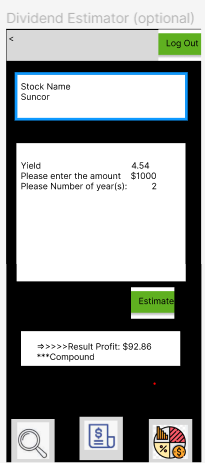 Dividend Estimator (optional)
<
Log Out
Stock Name
Suncor
Yield 4.54
Please enter the amount $1000
Please Number of year(s): 2
Estimate
=>>>>>Result Profit: $92.86
***Compound
$
% $